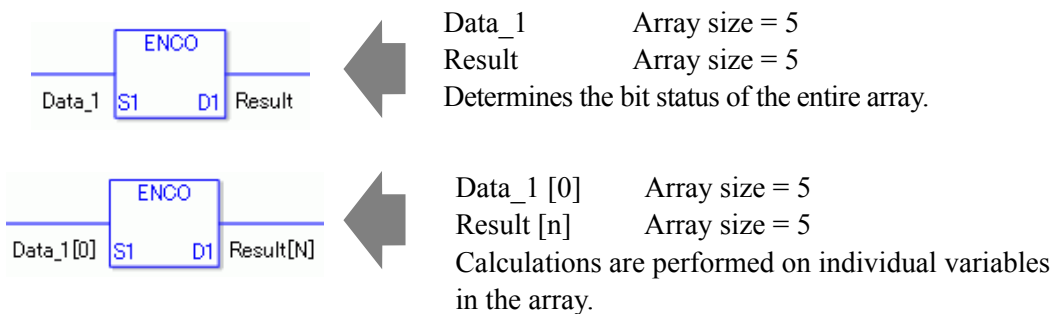 ENCO
Data_1 S1 D1 Result
Data_1 Array size = 5
Result Array size = 5
Determines the bit status of the entire array.
ENCO
Data_1[0] S1 D1 Result[N]
Data_1 [0] Array size = 5
Result [n] Array size = 5
Calculations are performed on individual variables
in the array.